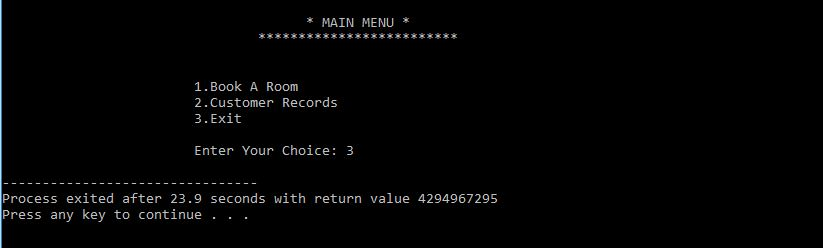 * MAIN MENU *
*************************
1.Book A Room
2.Customer Records
3.Exit
Enter Your Choice: 3
--------------------------------
Process exited after 23.9 seconds with return value 4294967295
Press any key to continue . . .